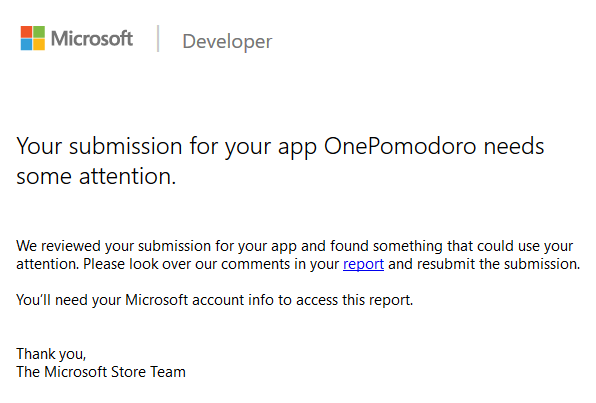 Microsoft | Developer
Your submission for your app OnePomodoro needs
some attention.
We reviewed your submission for your app and found something that could use your
attention. Please look over our comments in your report and resubmit the submission.
You'll need your Microsoft account info to access this report.
Thank you,
The Microsoft Store Team